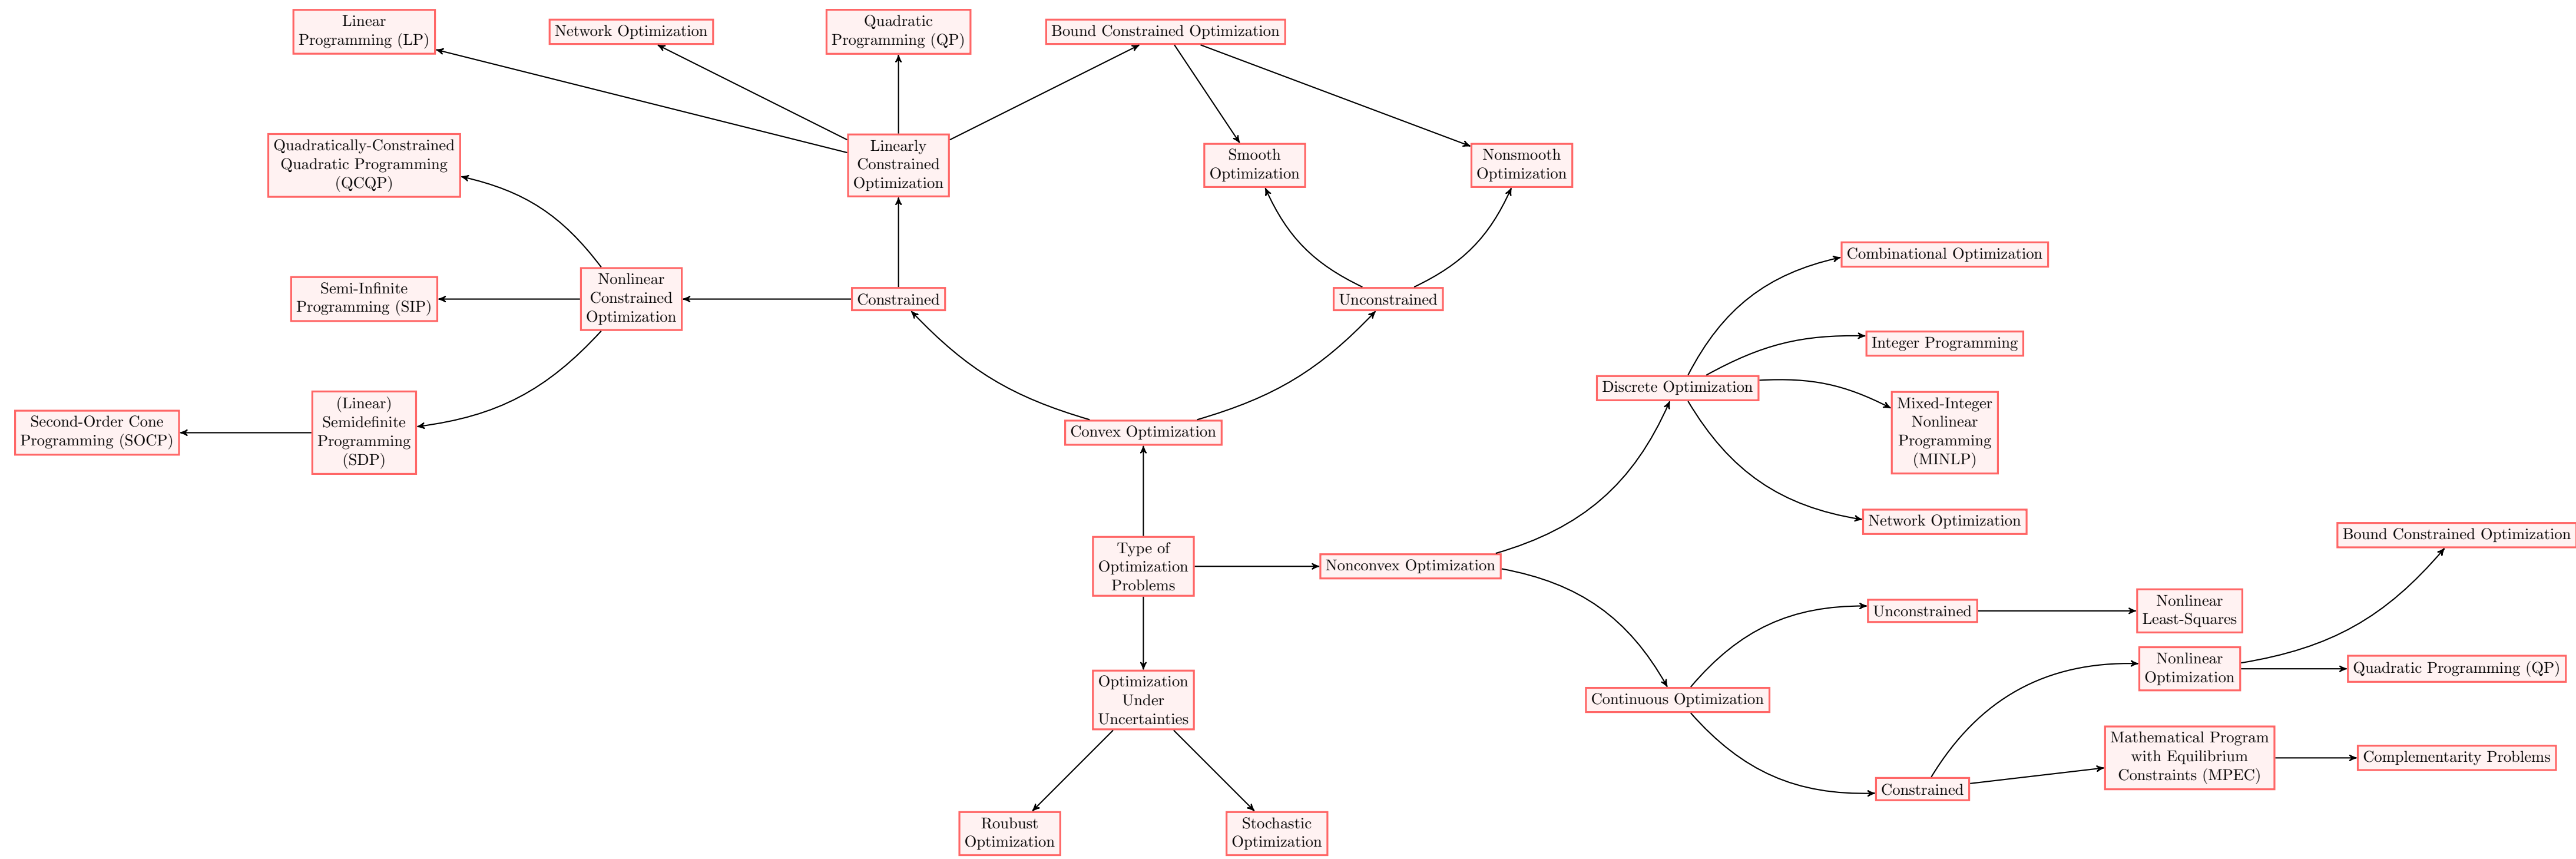 Linear
Programming (LP)
Network Optimization
Quadratic
Programming (QP)
Bound Constrained Optimization
Quadratically-Constrained
Quadratic Programming
(QCQP)
Linearly
Constrained
Optimization
Smooth
Optimization
Nonsmooth
Optimization
Combinational Optimization
Semi-Infinite
Programming (SIP)
Nonlinear
Constrained
Optimization
Constrained
Unconstrained
Integer Programming
Discrete Optimization
Second-Order Cone
Programming (SOCP)
(Linear)
Semidefinite
Programming
(SDP)
Convex Optimization
Mixed-Integer
Nonlinear
Programming
(MINLP)
Network Optimization
Bound Constrained Optimization
Type of
Optimization
Problems
Nonconvex Optimization
Unconstrained
Nonlinear
Least-Squares
Nonlinear
Optimization
Quadratic Programming (QP)
Optimization
Under
Uncertainties
Continuous Optimization
Mathematical Program
with Equilibrium
Constraints (MPEC)
Complementarity Problems
Constrained
Roubust
Optimization
Stochastic
Optimization